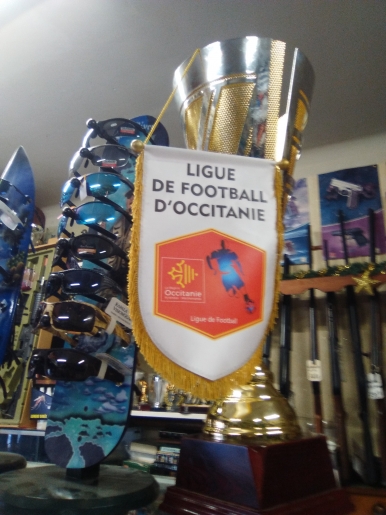 LIGUE
DE FOOTBALL
D'OCCITANIE
Occitanie
Ligue de Football